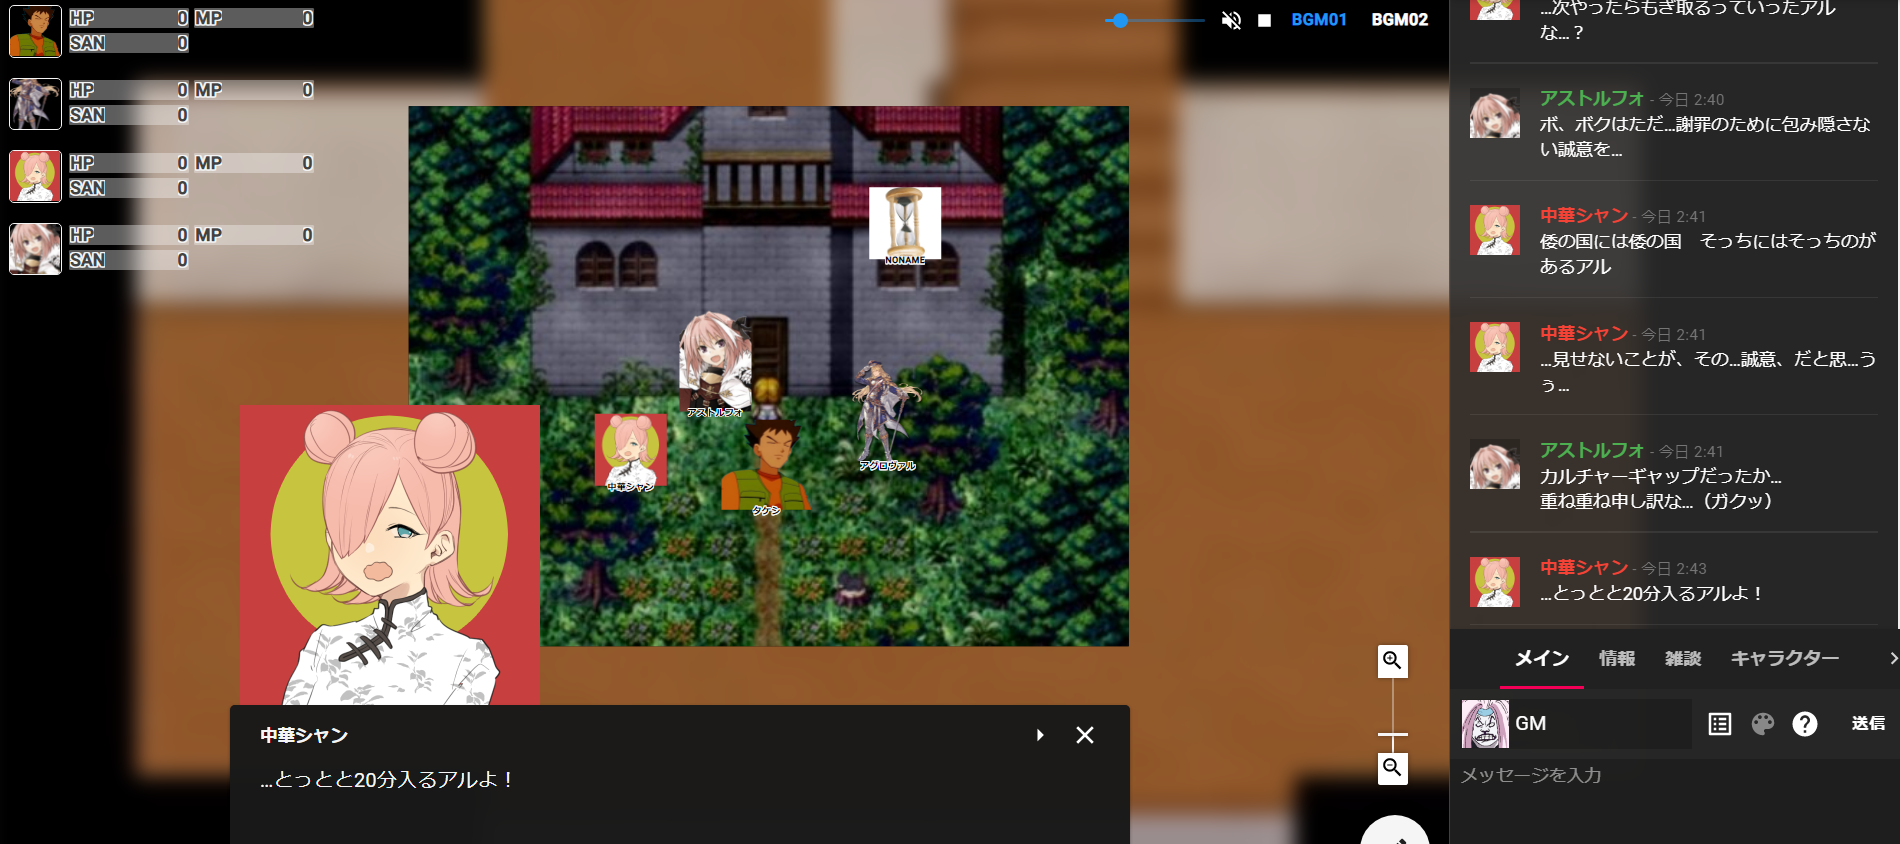 HP 0 MP 0
SAN 0
HP 0 MP 0
SAN 0
HP 0 MP 0
SAN 0
HP 0 MP 0
SAN 0
BGM01 BGM02
NONAME
アストルフォ
アグロヴァル
中華シャン
タケシ
中華シャン
…とっとと20分入るアルよ！
…次やったらもぎ取るっていったアル
な…？
アストルフォ - 今日 2:40
ボ、ボクはただ…謝罪のために包み隠さな
い誠意を…
中華シャン - 今日 2:41
倭の国には倭の国　そっちにはそっちのが
あるアル
中華シャン - 今日 2:41
…見せないことが、その…誠意、だと思…う
ぅ…
アストルフォ - 今日 2:41
カルチャーギャップだったか…
重ね重ね申し訳な…（ガクッ）
中華シャン - 今日 2:43
…とっとと20分入るアルよ！
メイン 情報 雑談 キャラクター
GM 送信
メッセージを入力